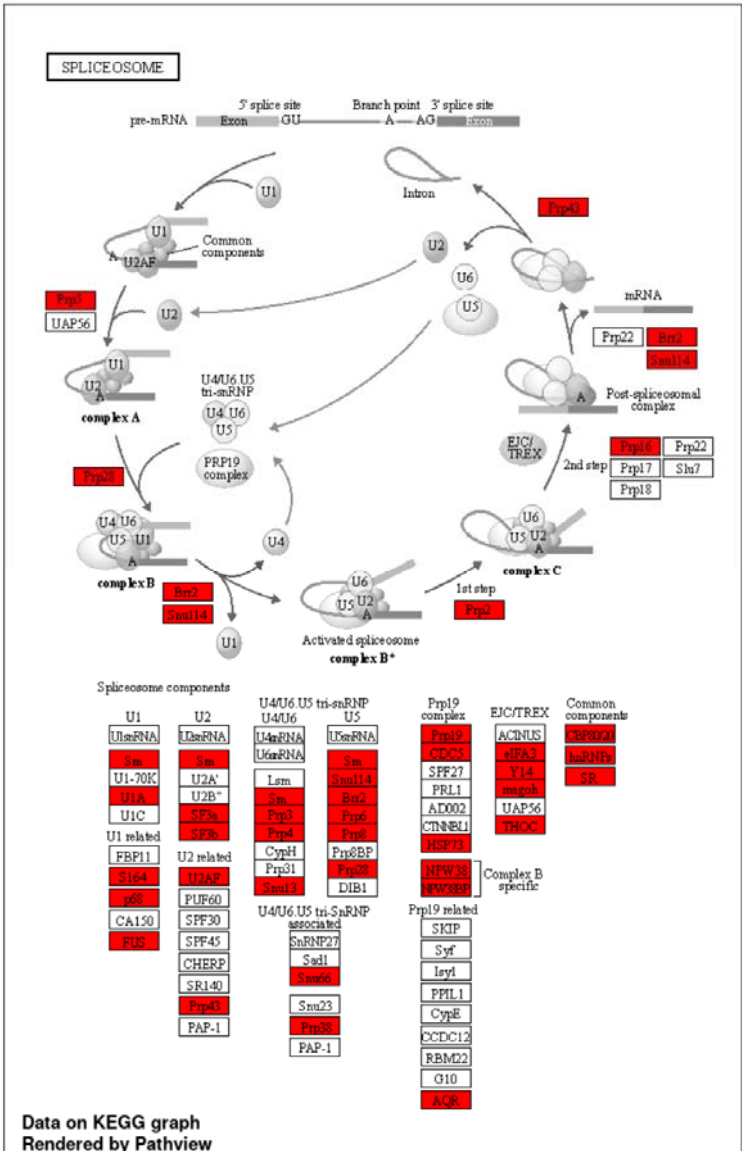 SPLICEOSOME
5' splice site
Branch point
3' splice site
pre-mRNA
Exon
GU
A
AG
Exon
U1
Intron
Prp43
U1
A
U2AF
Common
components
U2
U6
U5
Prp5
UAP56
U2
mRNA
Prp22
Brr2
Snu114
U1
U2
A
complex A
U4/U6.U5
tri-snRNP
U4
U6
U5
PRP19
complex
A
Post-spliceosomal
complex
EJC/
TREX
2nd step
Prp16
Prp22
Prp17
Slu7
Prp18
Prp28
U4
U6
U5
U1
A
complex B
U4
U6
U5
U2
A
complex C
Brr2
Snu114
U1
U6
U5
U2
A
Activated spliceosome
complex B*
1st step
Prp2
Spliceosome components
U1
U1snRNA
Sm
U1-70K
U1A
U1C
U1 related
FBP11
S164
p68
CA150
FUS
U2
U2snRNA
Sm
U2A'
U2B"
SF3a
SF3b
U2 related
U2AF
PUF60
SPF30
SPF45
CHERP
SR140
Prp43
PAP-1
U4/U6.U5 tri-snRNP
U4/U6
U4snRNA
U6snRNA
Lsm
Sm
Prp3
Prp4
CypH
Prp31
Snu13
U5
U5snRNA
Sm
Snu114
Brr2
Prp6
Prp8
Prp8BP
Prp28
DIB1
U4/U6.U5 tri-SnRNP
associated
SnRNP27
Sad1
Snu66
Snu23
Prp38
PAP-1
Prp19
complex
Prp19
CDC5
SPF27
PRL1
AD002
CTNNBL1
HSP73
NPW38
NPW38BP
Complex B
specific
Prp19 related
SKIP
Syf
Isy1
PPIL1
CypE
CCDC12
RBM22
G10
AQR
EJC/TREX
ACINUS
eIFA3
Y14
magoh
UAP56
THOC
Common
components
CBP80/20
hnRNPs
SR
Data on KEGG graph
Rendered by Pathview